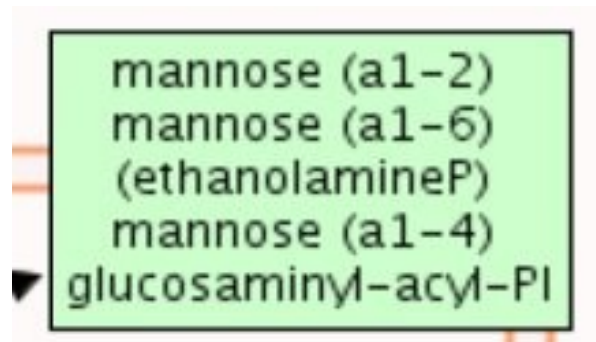 mannose (a1-2)
mannose (a1-6)
(ethanolamineP)
mannose (a1-4)
glucosaminyl-acyl-PI